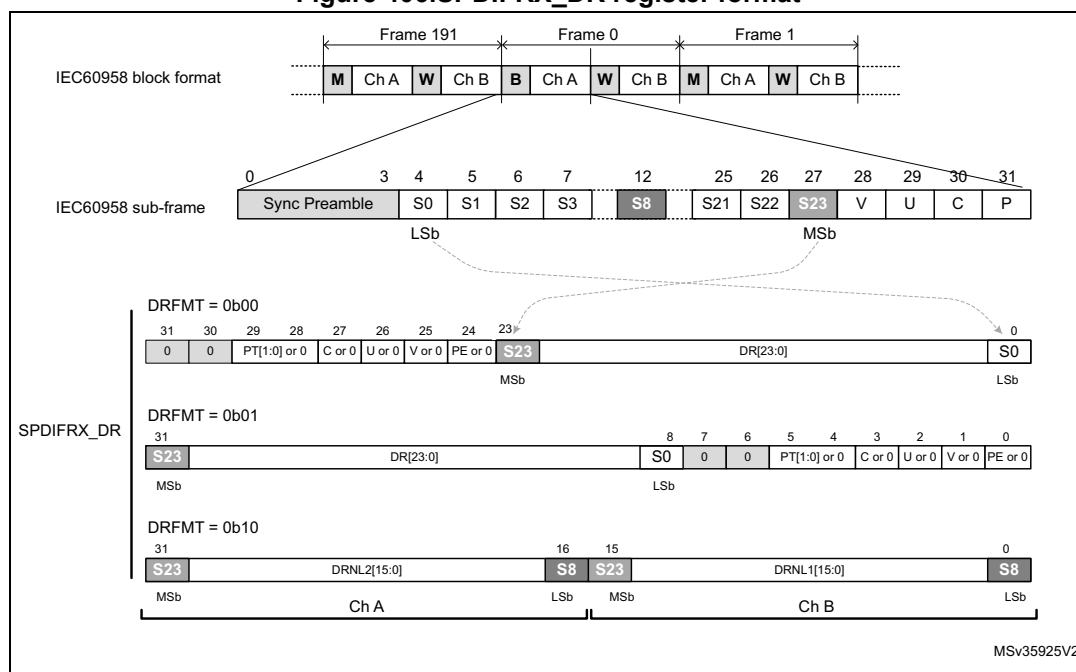 Frame 191 Frame 0 Frame 1
IEC60958 block format M Ch A W Ch B B Ch A W Ch B M Ch A W Ch B
0 3 4 5 6 7 12 25 26 27 28 29 30 31
IEC60958 sub-frame Sync Preamble S0 S1 S2 S3 S8 S21 S22 S23 V U C P
LSb MSb
DRFMT = 0b00
31 30 29 28 27 26 25 24 23 0
0 0 PT[1:0] or 0 C or 0 U or 0 V or 0 PE or 0 S23 DR[23:0] S0
MSb LSb
DRFMT = 0b01
SPDIFRX_DR
31 8 7 6 5 4 3 2 1 0
S23 DR[23:0] S0 0 0 PT[1:0] or 0 C or 0 U or 0 V or 0 PE or 0
MSb LSb
DRFMT = 0b10
31 16 15 0
S23 DRNL2[15:0] S8 S23 DRNL1[15:0] S8
MSb LSb MSb LSb
Ch A Ch B
MSv35925V2